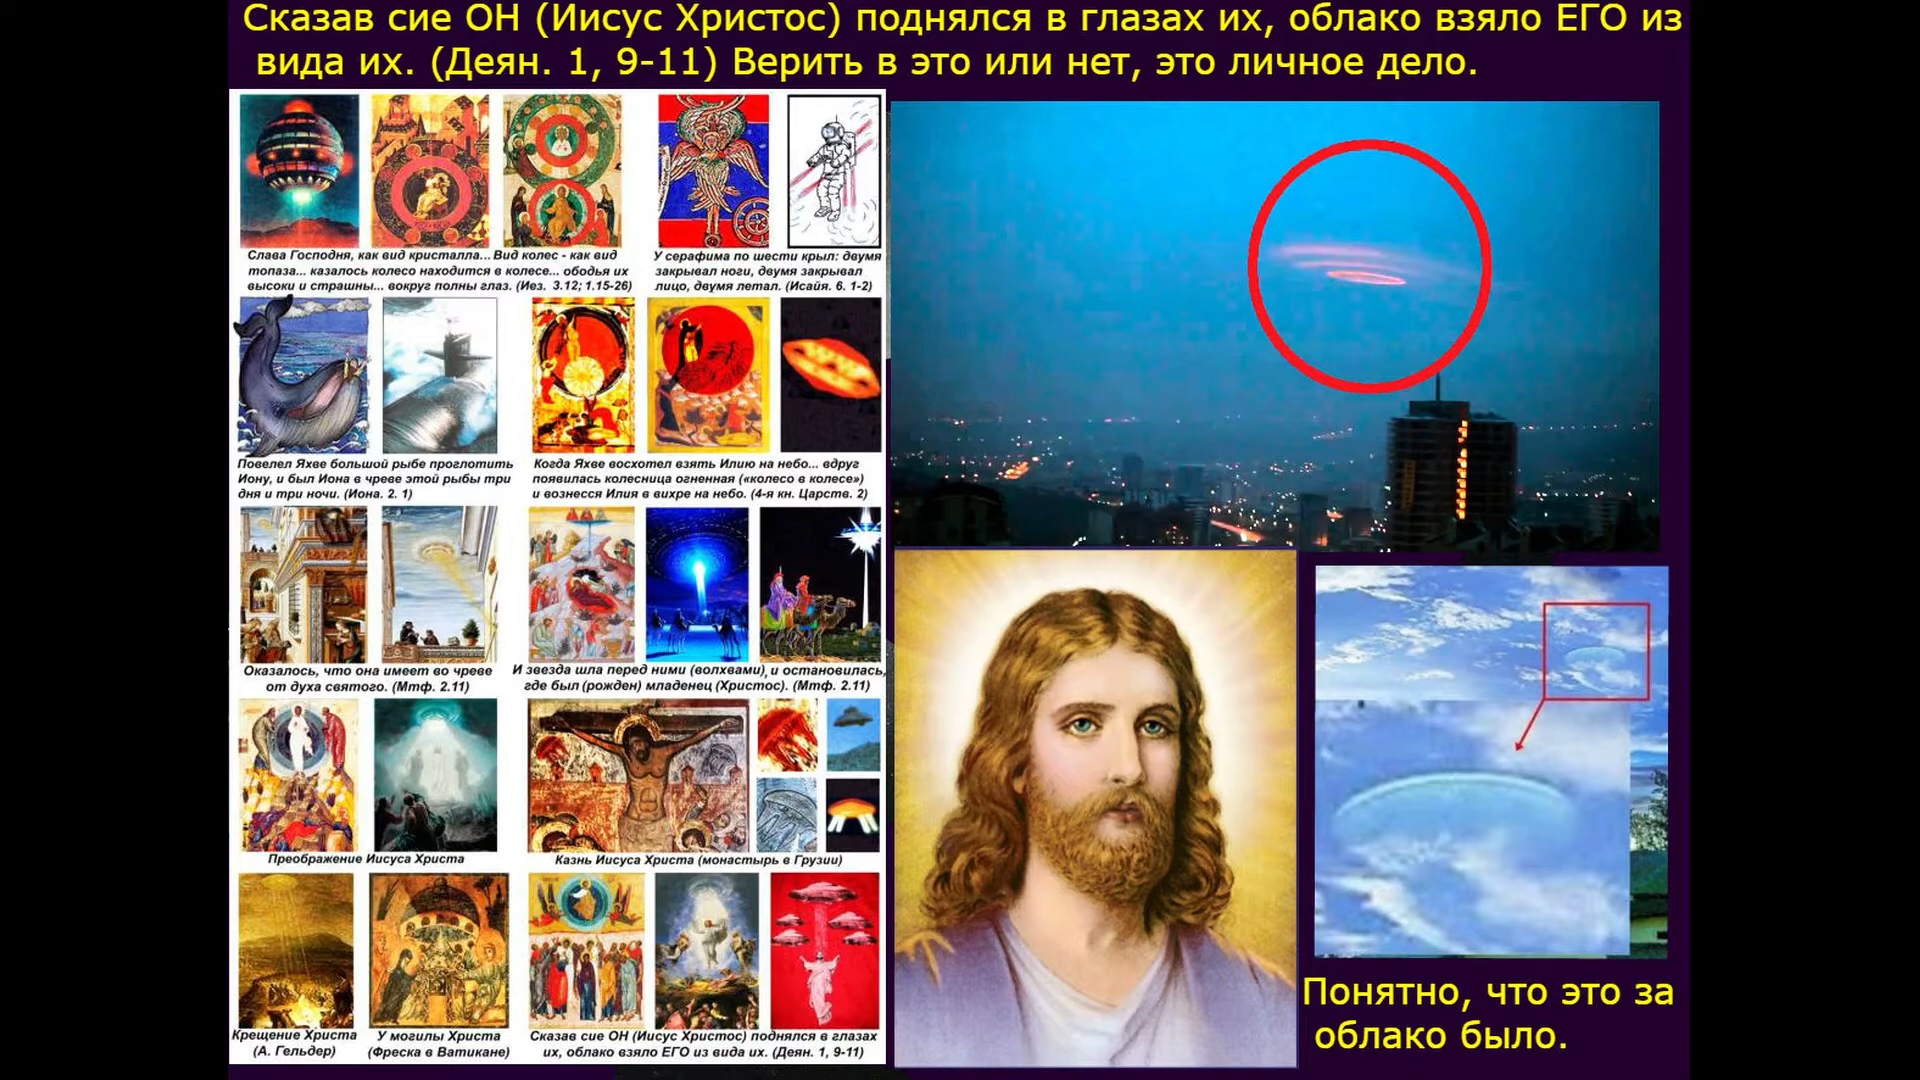 Сказав сие ОН (Иисус Христос) поднялся в глазах их, облако взяло ЕГО из
вида их. (Деян. 1, 9-11) Верить в это или нет, это личное дело.
Слава Господня, как вид кристалла... Вид колес - как вид
топаза... казалось колесо находится в колесе... ободья их
высоки и страшны... вокруг полны глаз. (Иез. 3.12; 1.15-26)
У серафима по шести крыл: двумя
закрывал ноги, двумя закрывал
лицо, двумя летал. (Исайя. 6. 1-2)
Повелел Яхве большой рыбе проглотить
Иону, и был Иона в чреве этой рыбы три
дня и три ночи. (Иона. 2. 1)
Когда Яхве восхотел взять Илию на небо... вдруг
появилась колесница огненная («колесо в колесе»)
и вознесся Илия в вихре на небо. (4-я кн. Царств. 2)
Оказалось, что она имеет во чреве
от духа святого. (Мтф. 2.11)
И звезда шла перед ними (волхвами), и остановилась,
где был (рожден) младенец (Христос). (Мтф. 2.11)
Преображение Иисуса Христа
Казнь Иисуса Христа (монастырь в Грузии)
Крещение Христа
(А. Гельдер)
У могилы Христа
(Фреска в Ватикане)
Сказав сие ОН (Иисус Христос) поднялся в глазах
их, облако взяло ЕГО из вида их. (Деян. 1, 9-11)
Понятно, что это за
облако было.